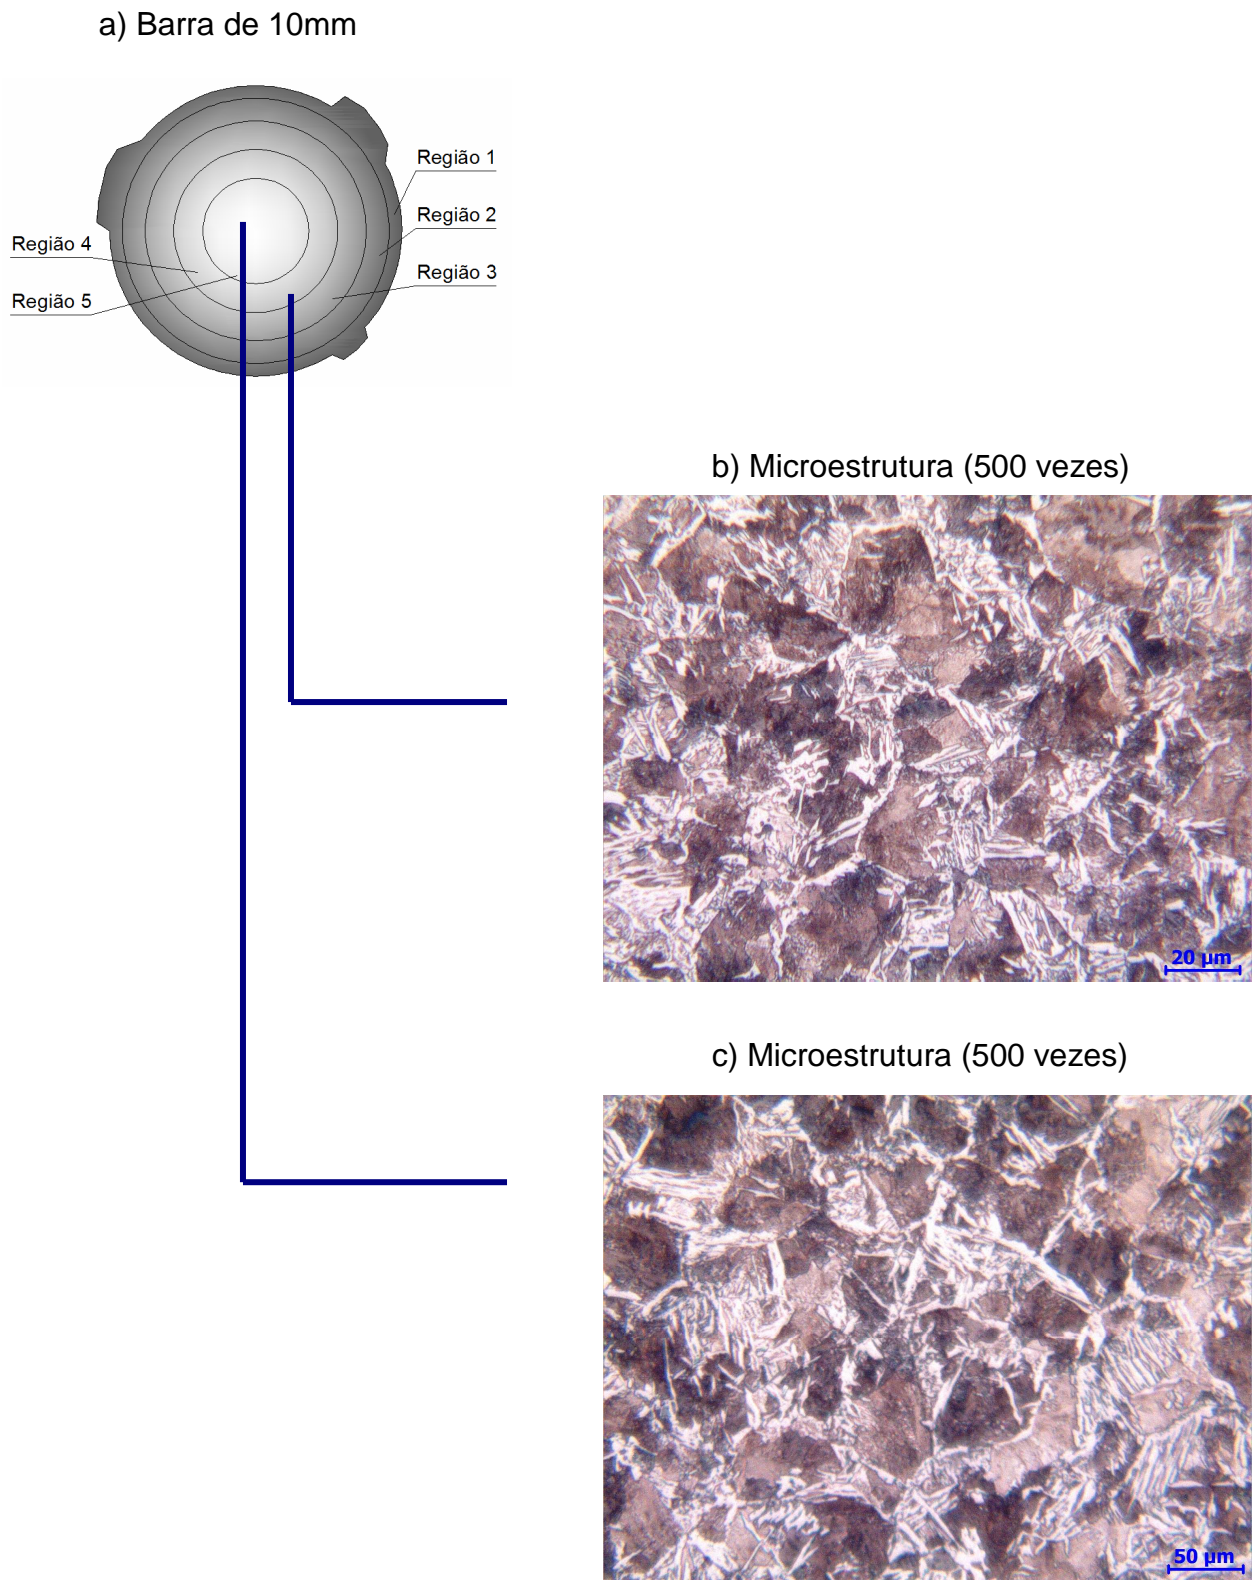 a) Barra de 10mm
Região 1
Região 2
Região 4
Região 3
Região 5
b) Microestrutura (500 vezes)
20 µm
c) Microestrutura (500 vezes)
50 µm